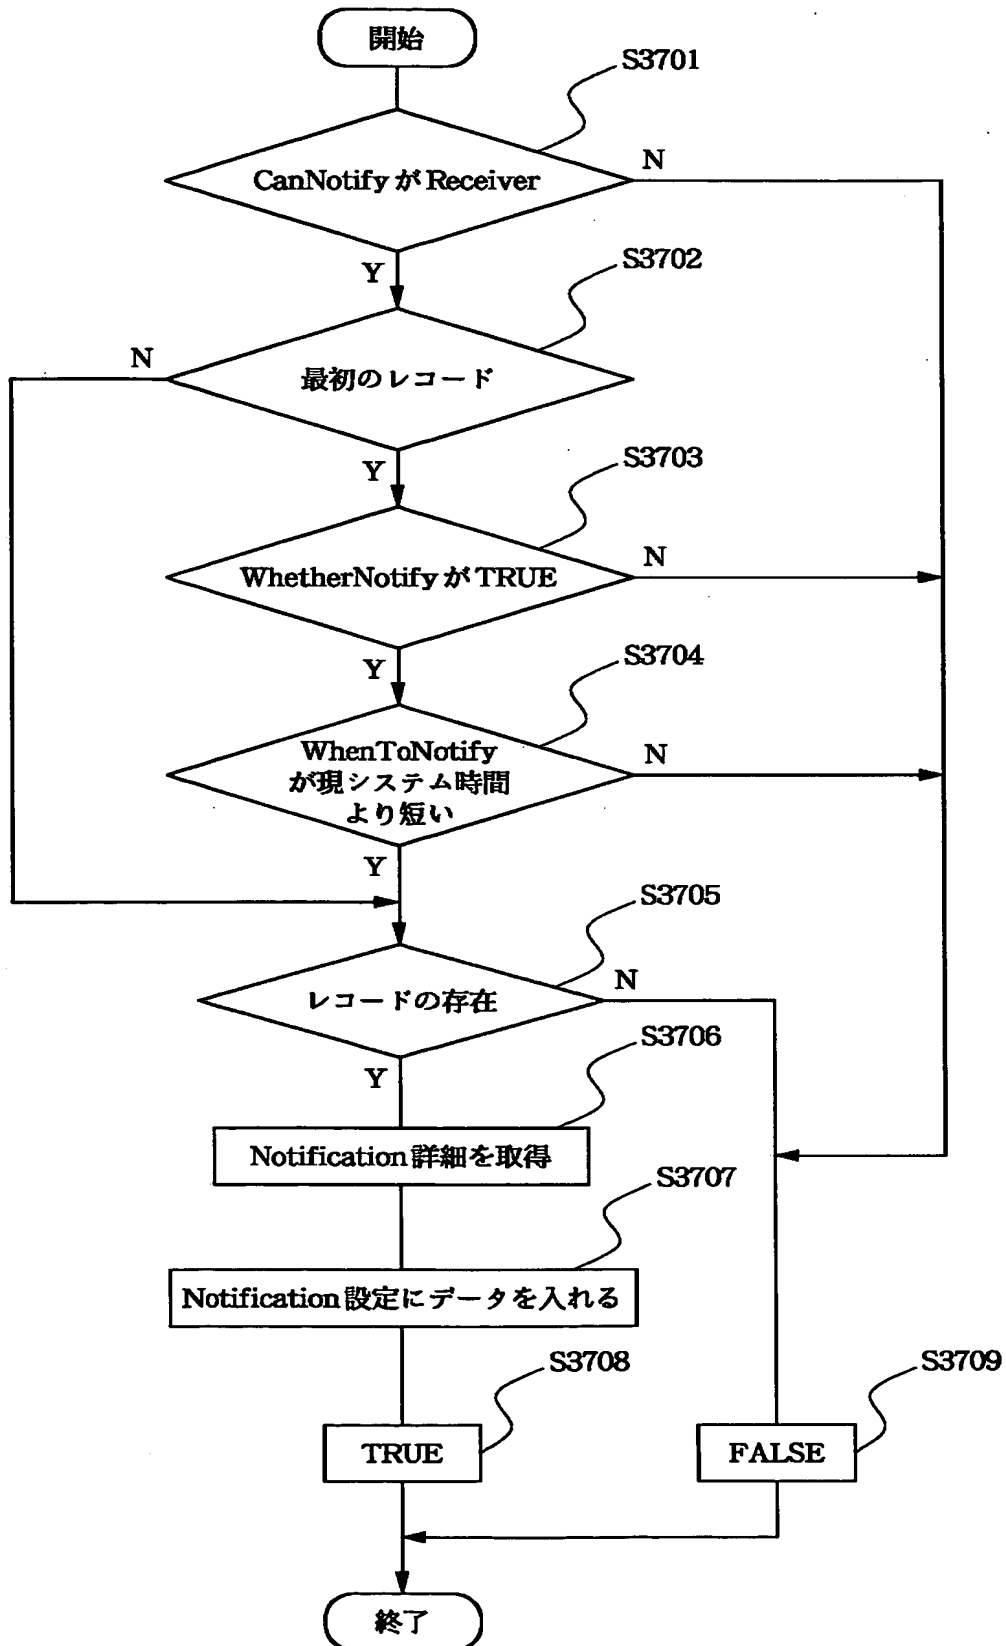 開始
S3701
CanNotifyがReceiver
N
Y
S3702
N
最初のレコード
Y
S3703
WhetherNotifyがTRUE
N
Y
S3704
WhenToNotify
が現システム時間
より短い
N
Y
S3705
レコードの存在
N
Y
S3706
Notification詳細を取得
S3707
Notification設定にデータを入れる
S3708
S3709
TRUE
FALSE
終了